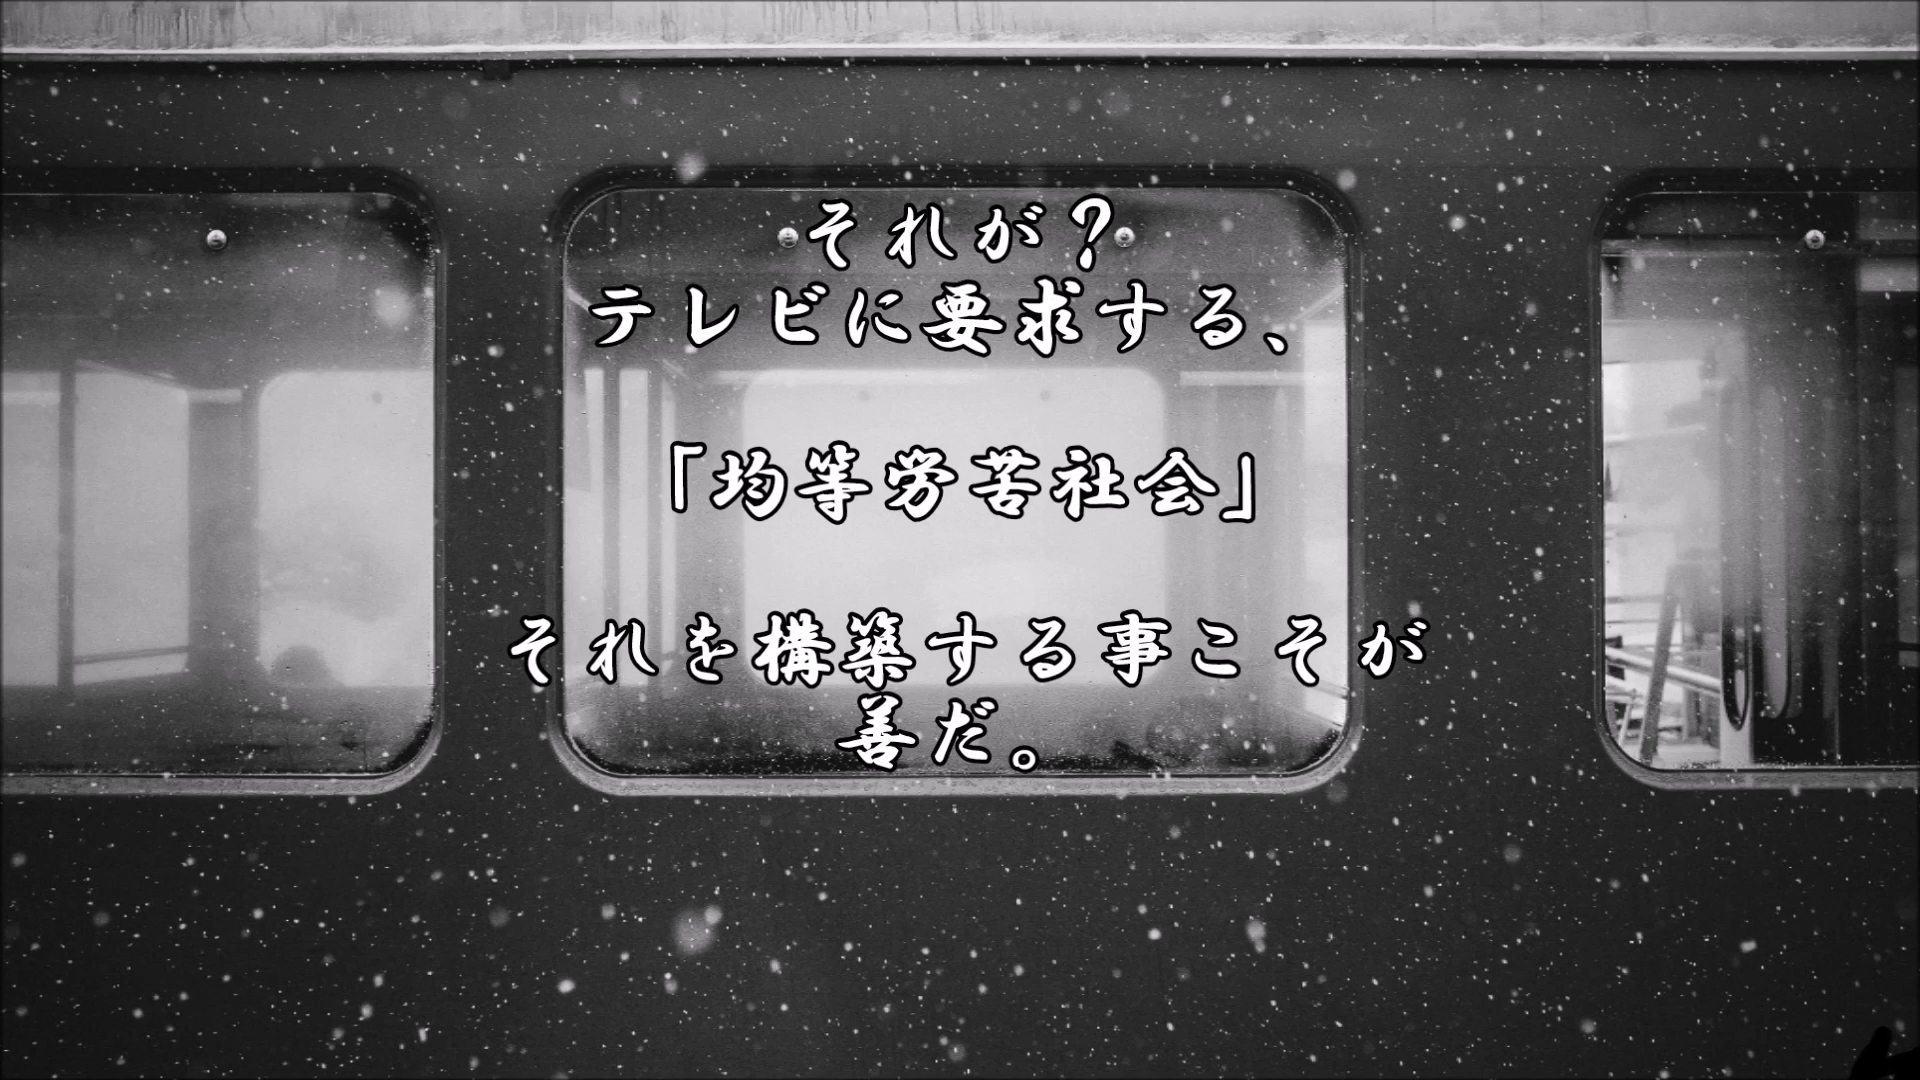 それが？
テレビに要求する、
「均等労苦社会」
それを構築する事こそが
善だ。